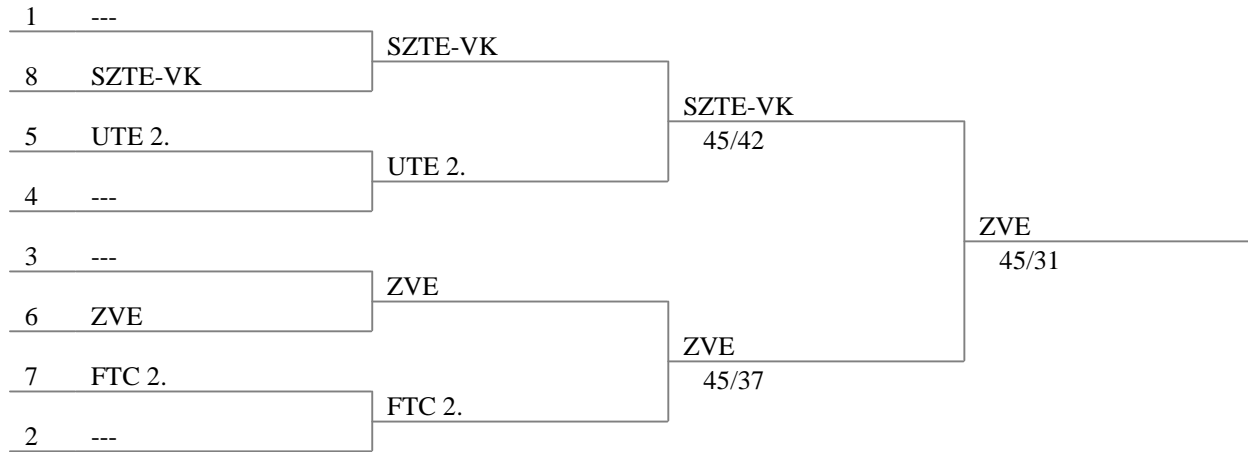 1 ---
SZTE-VK
8 SZTE-VK
SZTE-VK
45/42
5 UTE 2.
UTE 2.
4 ---
ZVE
45/31
3 ---
ZVE
6 ZVE
ZVE
45/37
7 FTC 2.
FTC 2.
2 ---